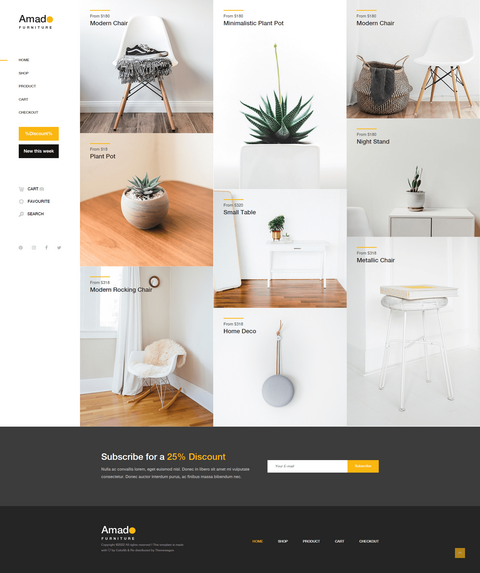 Amado
FURNITURE
HOME
SHOP
PRODUCT
CART
CHECKOUT
%Discount%
New this week
CART (0)
FAVOURITE
SEARCH
From $180
Modern Chair
From $180
Minimalistic Plant Pot
From $180
Modern Chair
From $18
Plant Pot
From $180
Night Stand
From $320
Small Table
From $318
Modern Rocking Chair
From $318
Home Deco
From $318
Metallic Chair
Subscribe for a 25% Discount
Nulla ac convallis lorem, eget euismod nisl. Donec in libero sit amet mi vulputate
consectetur. Donec auctor interdum purus, ac finibus massa bibendum nec.
Your E-mail
Subscribe
Amado
FURNITURE
Copyright ©2022 All rights reserved | This template is made
with by Colorlib & Re-distributed by Themewagon
HOME
SHOP
PRODUCT
CART
CHECKOUT